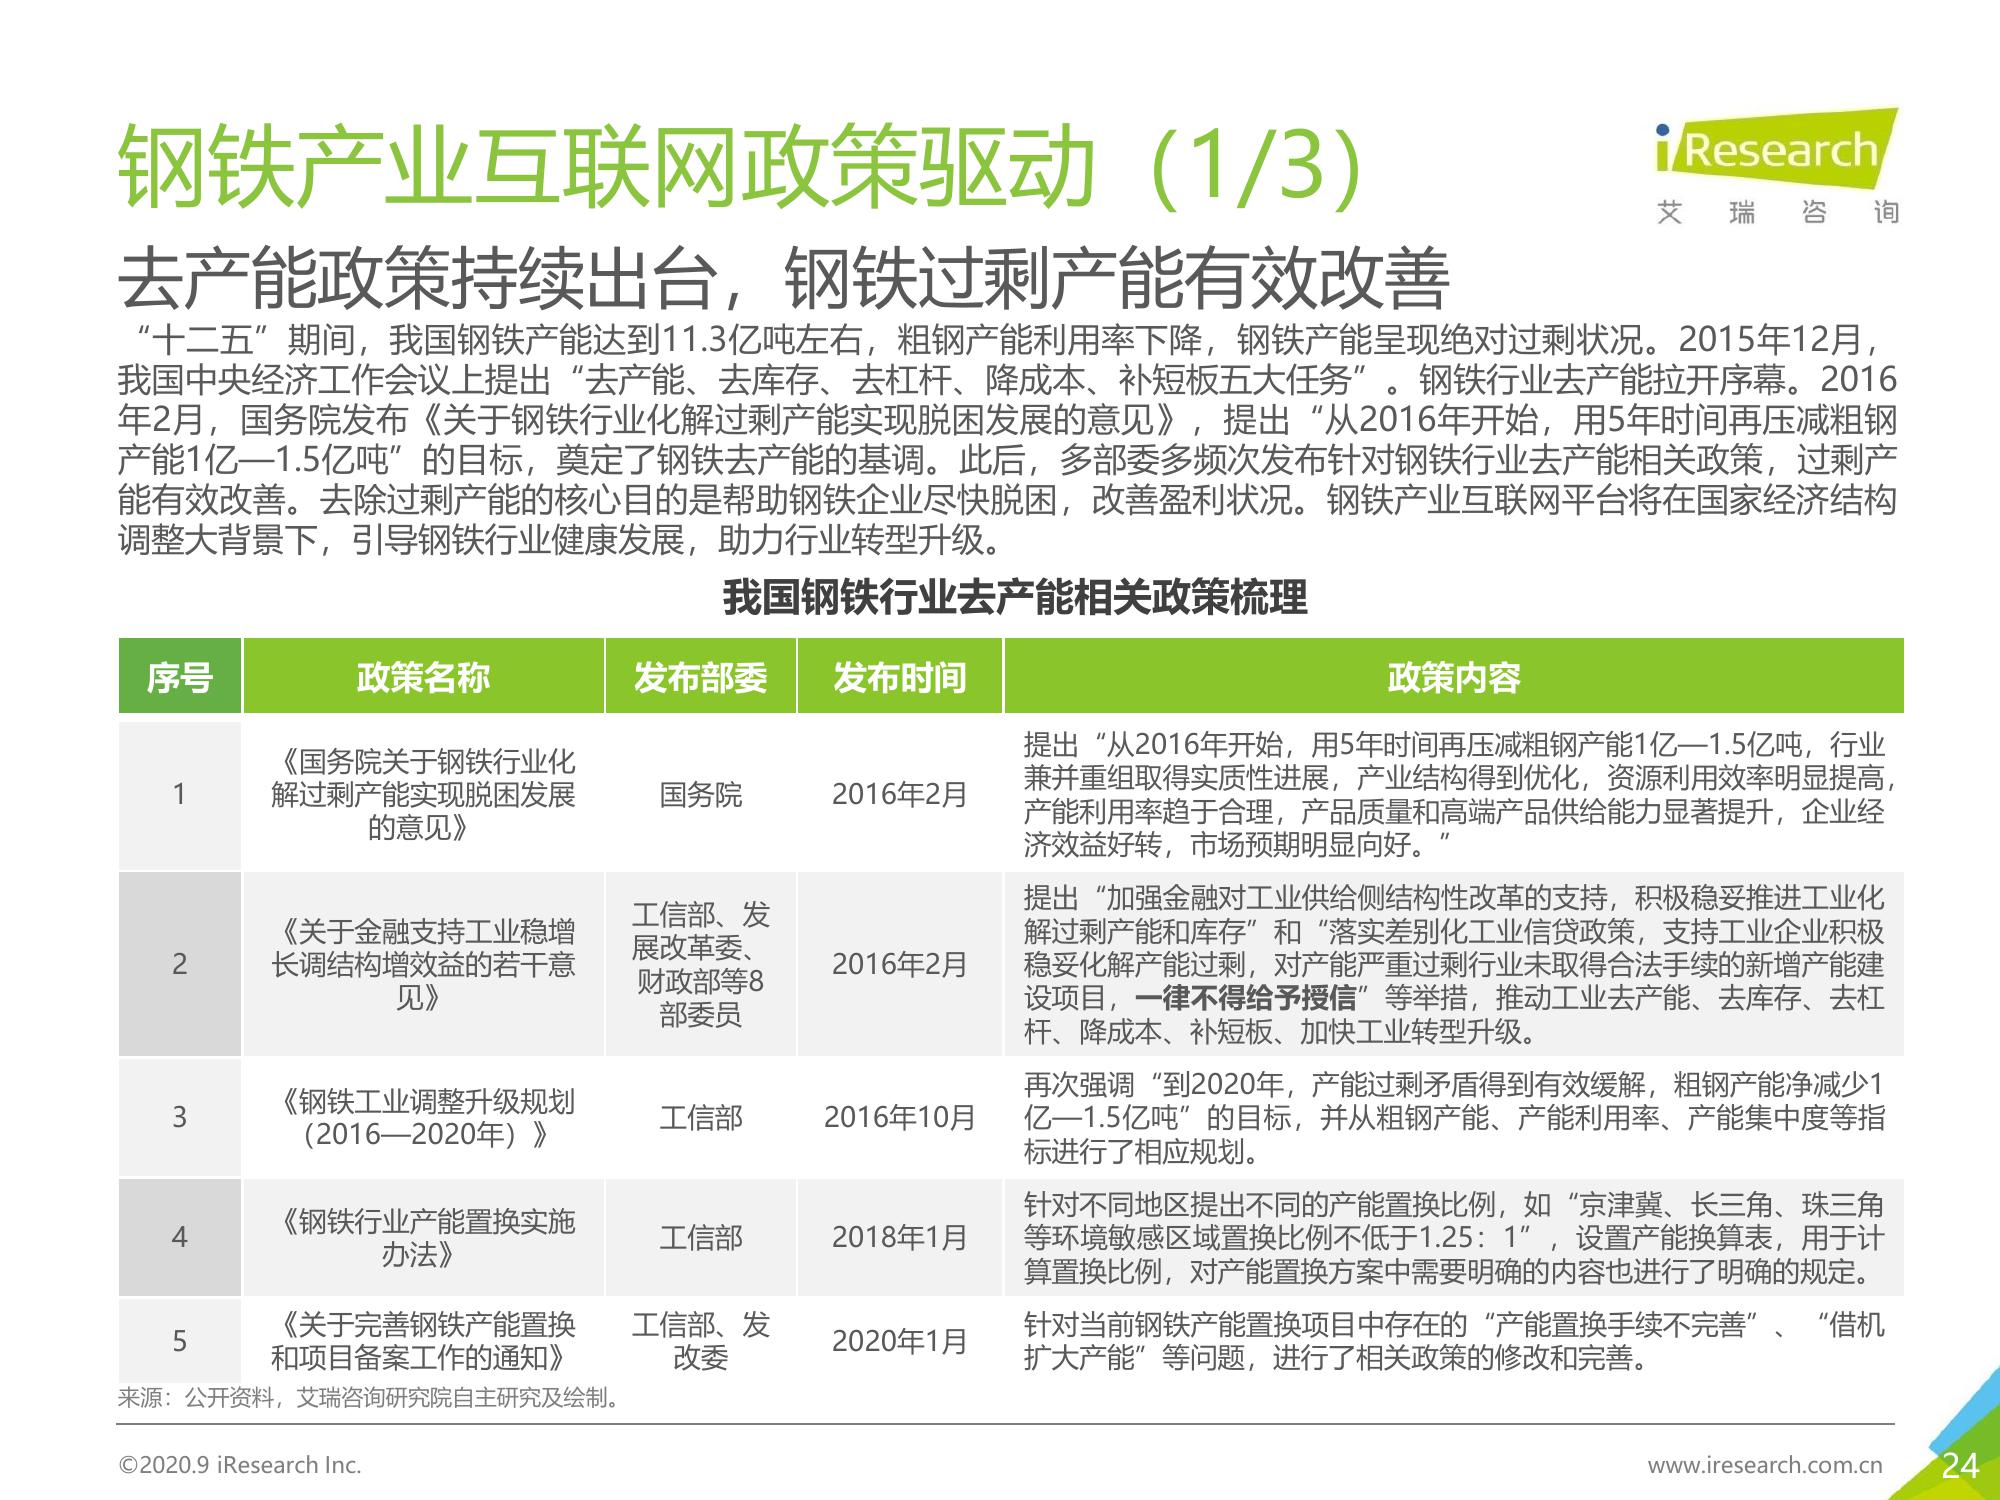 钢铁产业互联网政策驱动（1/3）
iResearch
艾瑞咨询
去产能政策持续出台，钢铁过剩产能有效改善
“十二五”期间，我国钢铁产能达到11.3亿吨左右，粗钢产能利用率下降，钢铁产能呈现绝对过剩状况。2015年12月，
我国中央经济工作会议上提出“去产能、去库存、去杠杆、降成本、补短板五大任务”。钢铁行业去产能拉开序幕。2016
年2月，国务院发布《关于钢铁行业化解过剩产能实现脱困发展的意见》，提出“从2016年开始，用5年时间再压减粗钢
产能1亿—1.5亿吨”的目标，奠定了钢铁去产能的基调。此后，多部委多频次发布针对钢铁行业去产能相关政策，过剩产
能有效改善。去除过剩产能的核心目的是帮助钢铁企业尽快脱困，改善盈利状况。钢铁产业互联网平台将在国家经济结构
调整大背景下，引导钢铁行业健康发展，助力行业转型升级。
我国钢铁行业去产能相关政策梳理
序号 政策名称 发布部委 发布时间 政策内容
1
《国务院关于钢铁行业化
解过剩产能实现脱困发展
的意见》
国务院
2016年2月
提出“从2016年开始，用5年时间再压减粗钢产能1亿—1.5亿吨，行业
兼并重组取得实质性进展，产业结构得到优化，资源利用效率明显提高，
产能利用率趋于合理，产品质量和高端产品供给能力显著提升，企业经
济效益好转，市场预期明显向好。”
2
《关于金融支持工业稳增
长调结构增效益的若干意
见》
工信部、发
展改革委、
财政部等8
部委员
2016年2月
提出“加强金融对工业供给侧结构性改革的支持，积极稳妥推进工业化
解过剩产能和库存”和“落实差别化工业信贷政策，支持工业企业积极
稳妥化解产能过剩，对产能严重过剩行业未取得合法手续的新增产能建
设项目，一律不得给予授信”等举措，推动工业去产能、去库存、去杠
杆、降成本、补短板、加快工业转型升级。
3
《钢铁工业调整升级规划
（2016—2020年）》
工信部
2016年10月
再次强调“到2020年，产能过剩矛盾得到有效缓解，粗钢产能净减少1
亿—1.5亿吨”的目标，并从粗钢产能、产能利用率、产能集中度等指
标进行了相应规划。
4
《钢铁行业产能置换实施
办法》
工信部
2018年1月
针对不同地区提出不同的产能置换比例，如“京津冀、长三角、珠三角
等环境敏感区域置换比例不低于1.25：1”，设置产能换算表，用于计
算置换比例，对产能置换方案中需要明确的内容也进行了明确的规定。
5
《关于完善钢铁产能置换
和项目备案工作的通知》
工信部、发
改委
2020年1月
针对当前钢铁产能置换项目中存在的“产能置换手续不完善”、“借机
扩大产能”等问题，进行了相关政策的修改和完善。
来源：公开资料，艾瑞咨询研究院自主研究及绘制。
©2020.9 iResearch Inc.
www.iresearch.com.cn
24